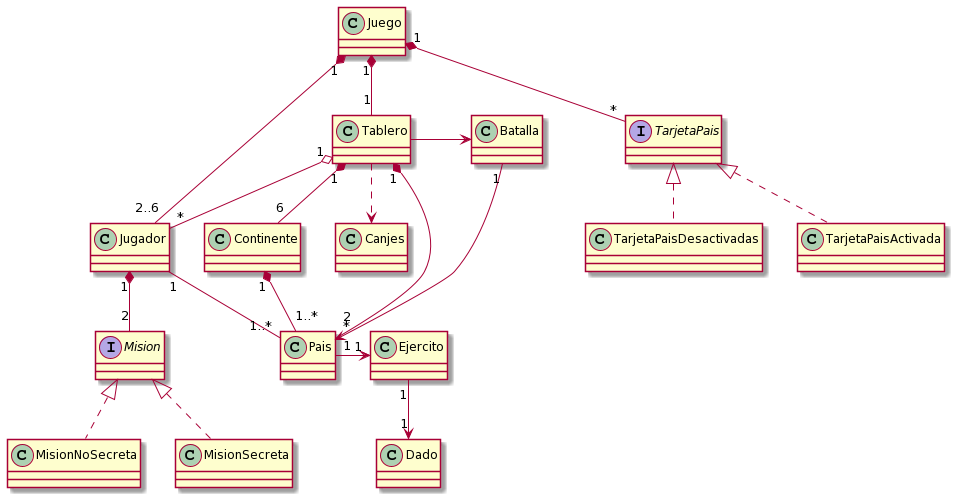 C Juego
1
1
1
1
2..6
*
C Tablero
C Batalla
I TarjetaPais
1
1
1
1
*
6
C Jugador
C Continente
C Canjes
C TarjetaPaisDesactivadas
C TarjetaPaisActivada
1
1
1
2
1..*
1..*
2
*
I Mision
C Pais
1
1
C Ejercito
1
1
C MisionNoSecreta
C MisionSecreta
C Dado